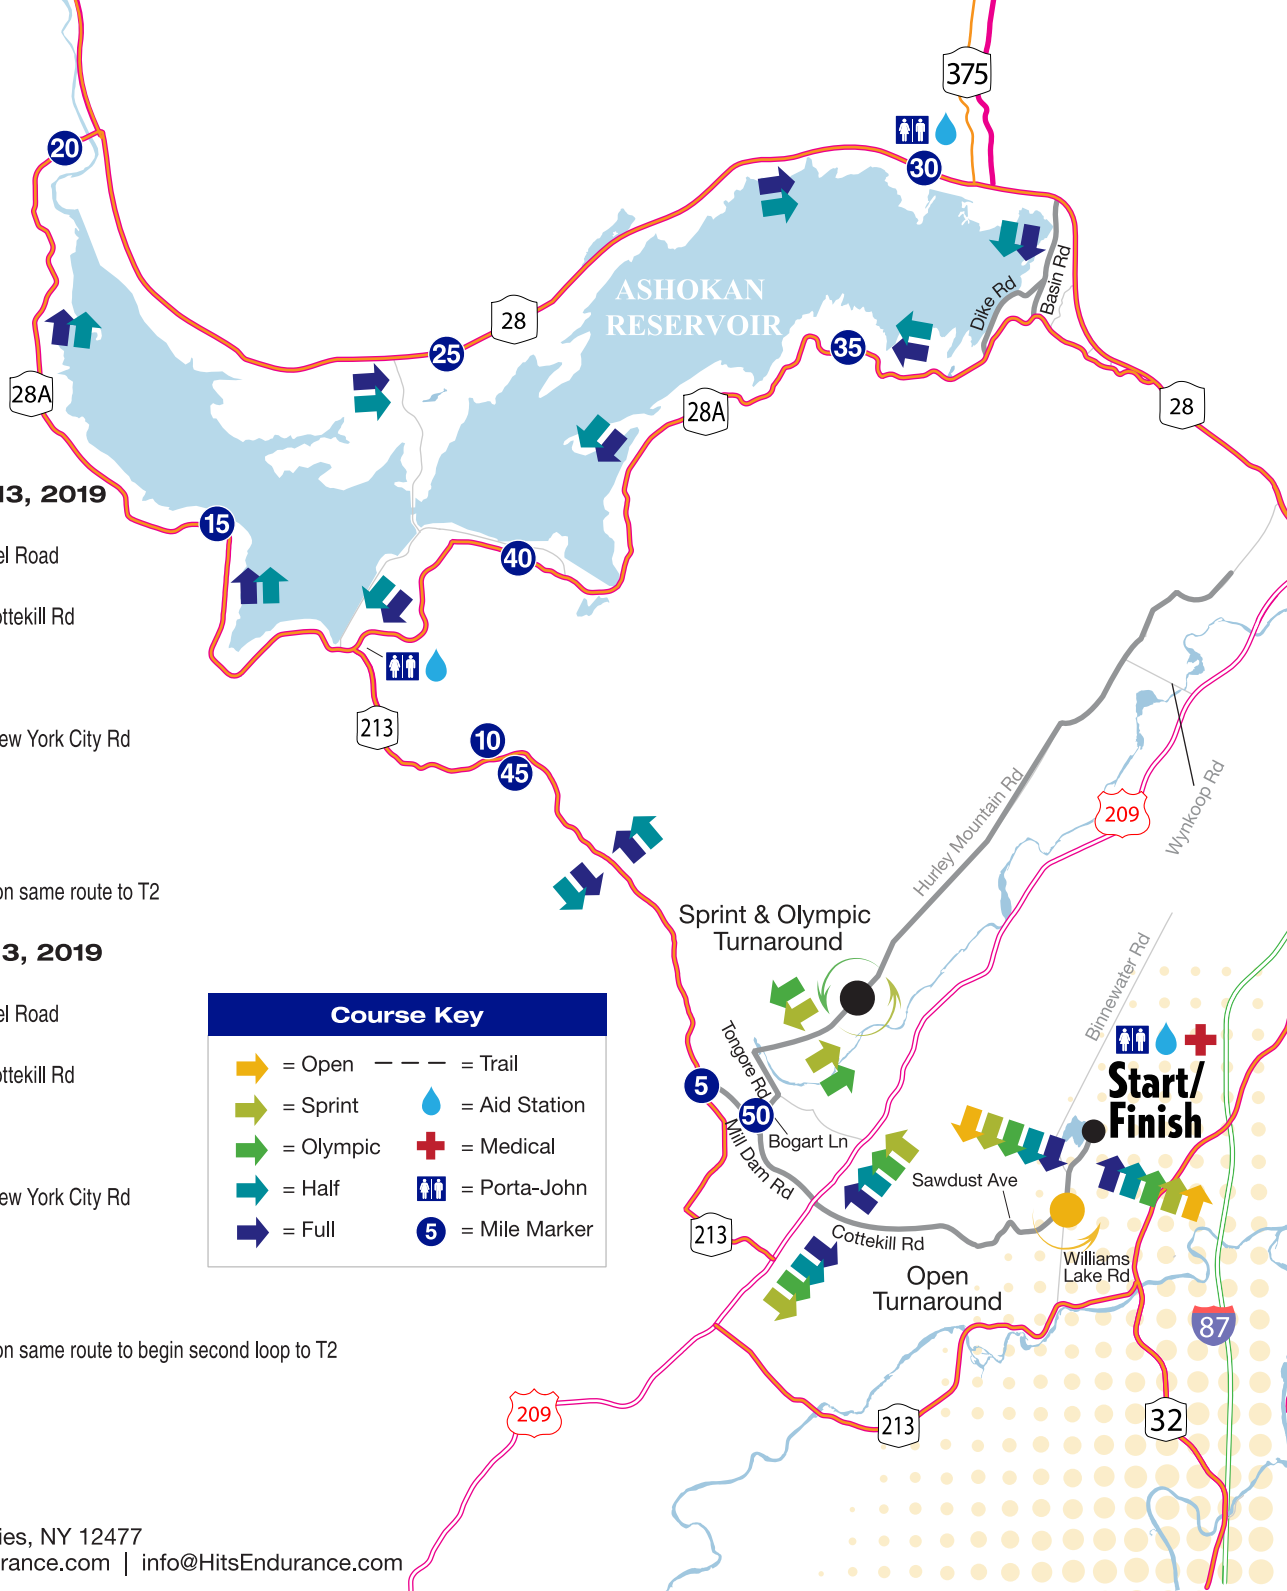 375
30
20
ASHOKAN
RESERVOIR
Basin Rd
Dike Rd
28
25
35
28A
28A
28
13, 2019
15
el Road
40
ottekill Rd
213
10
45
ew York City Rd
Hurley Mountain Rd
209
Wynkoop Rd
on same route to T2
Sprint & Olympic
Turnaround
3, 2019
Binnewater Rd
el Road
Course Key
= Open
= Trail
= Sprint
= Aid Station
= Olympic
= Medical
= Half
= Porta-John
= Full
5
= Mile Marker
Tongore Rd
5
50
Bogart Ln
Mill Dam Rd
Start/
Finish
ottekill Rd
Sawdust Ave
ew York City Rd
213
Cottekill Rd
Williams
Lake Rd
Open
Turnaround
87
on same route to begin second loop to T2
209
213
32
ies, NY 12477
rance.com | info@HitsEndurance.com